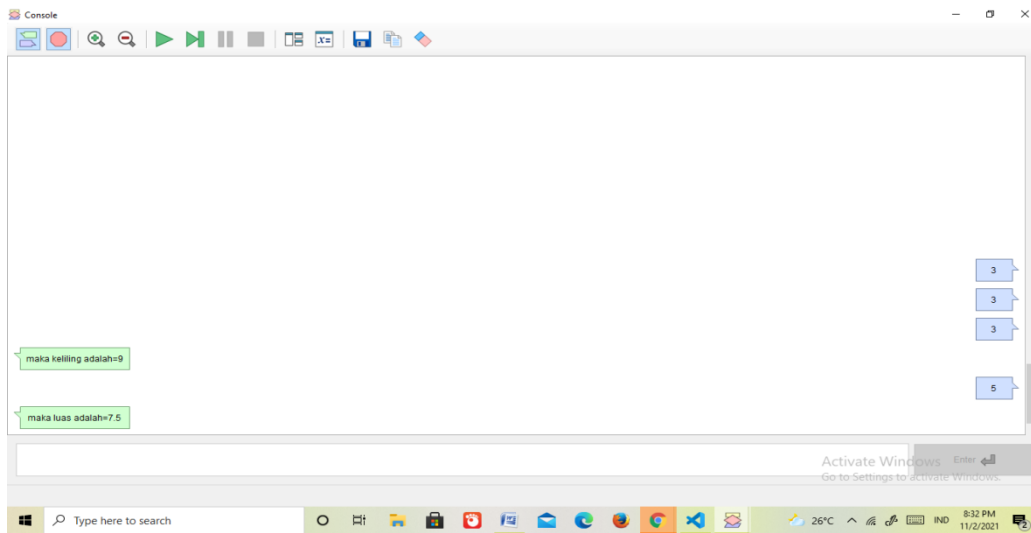 Console
3
3
3
maka keliling adalah=9
5
maka luas adalah=7.5
Activate Windows
Enter
Go to Settings to activate Windows.
Type here to search
26°C
IND
8:32 PM
11/2/2021
2